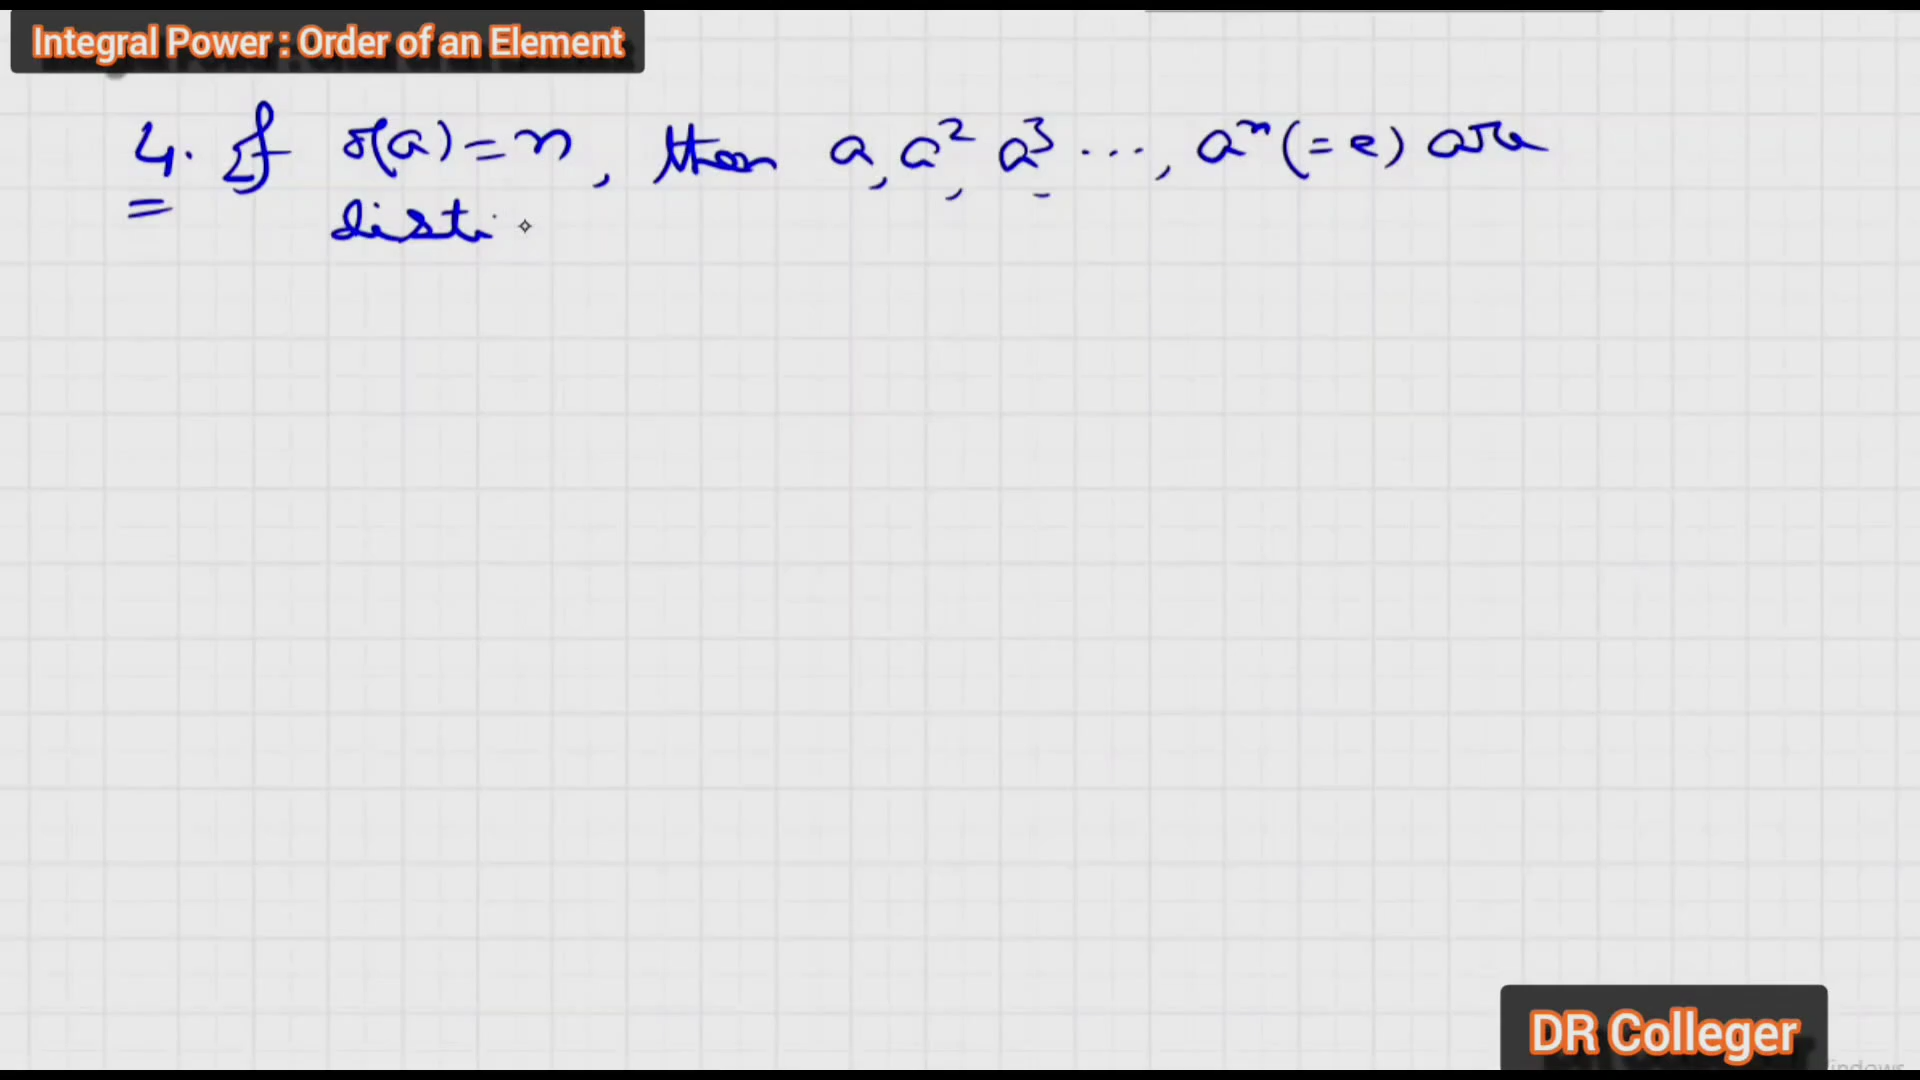 Integral Power : Order of an Element
4. If o(a) = n, then a, a², a³ ..., aⁿ (= e) are
disti
DR Colleger